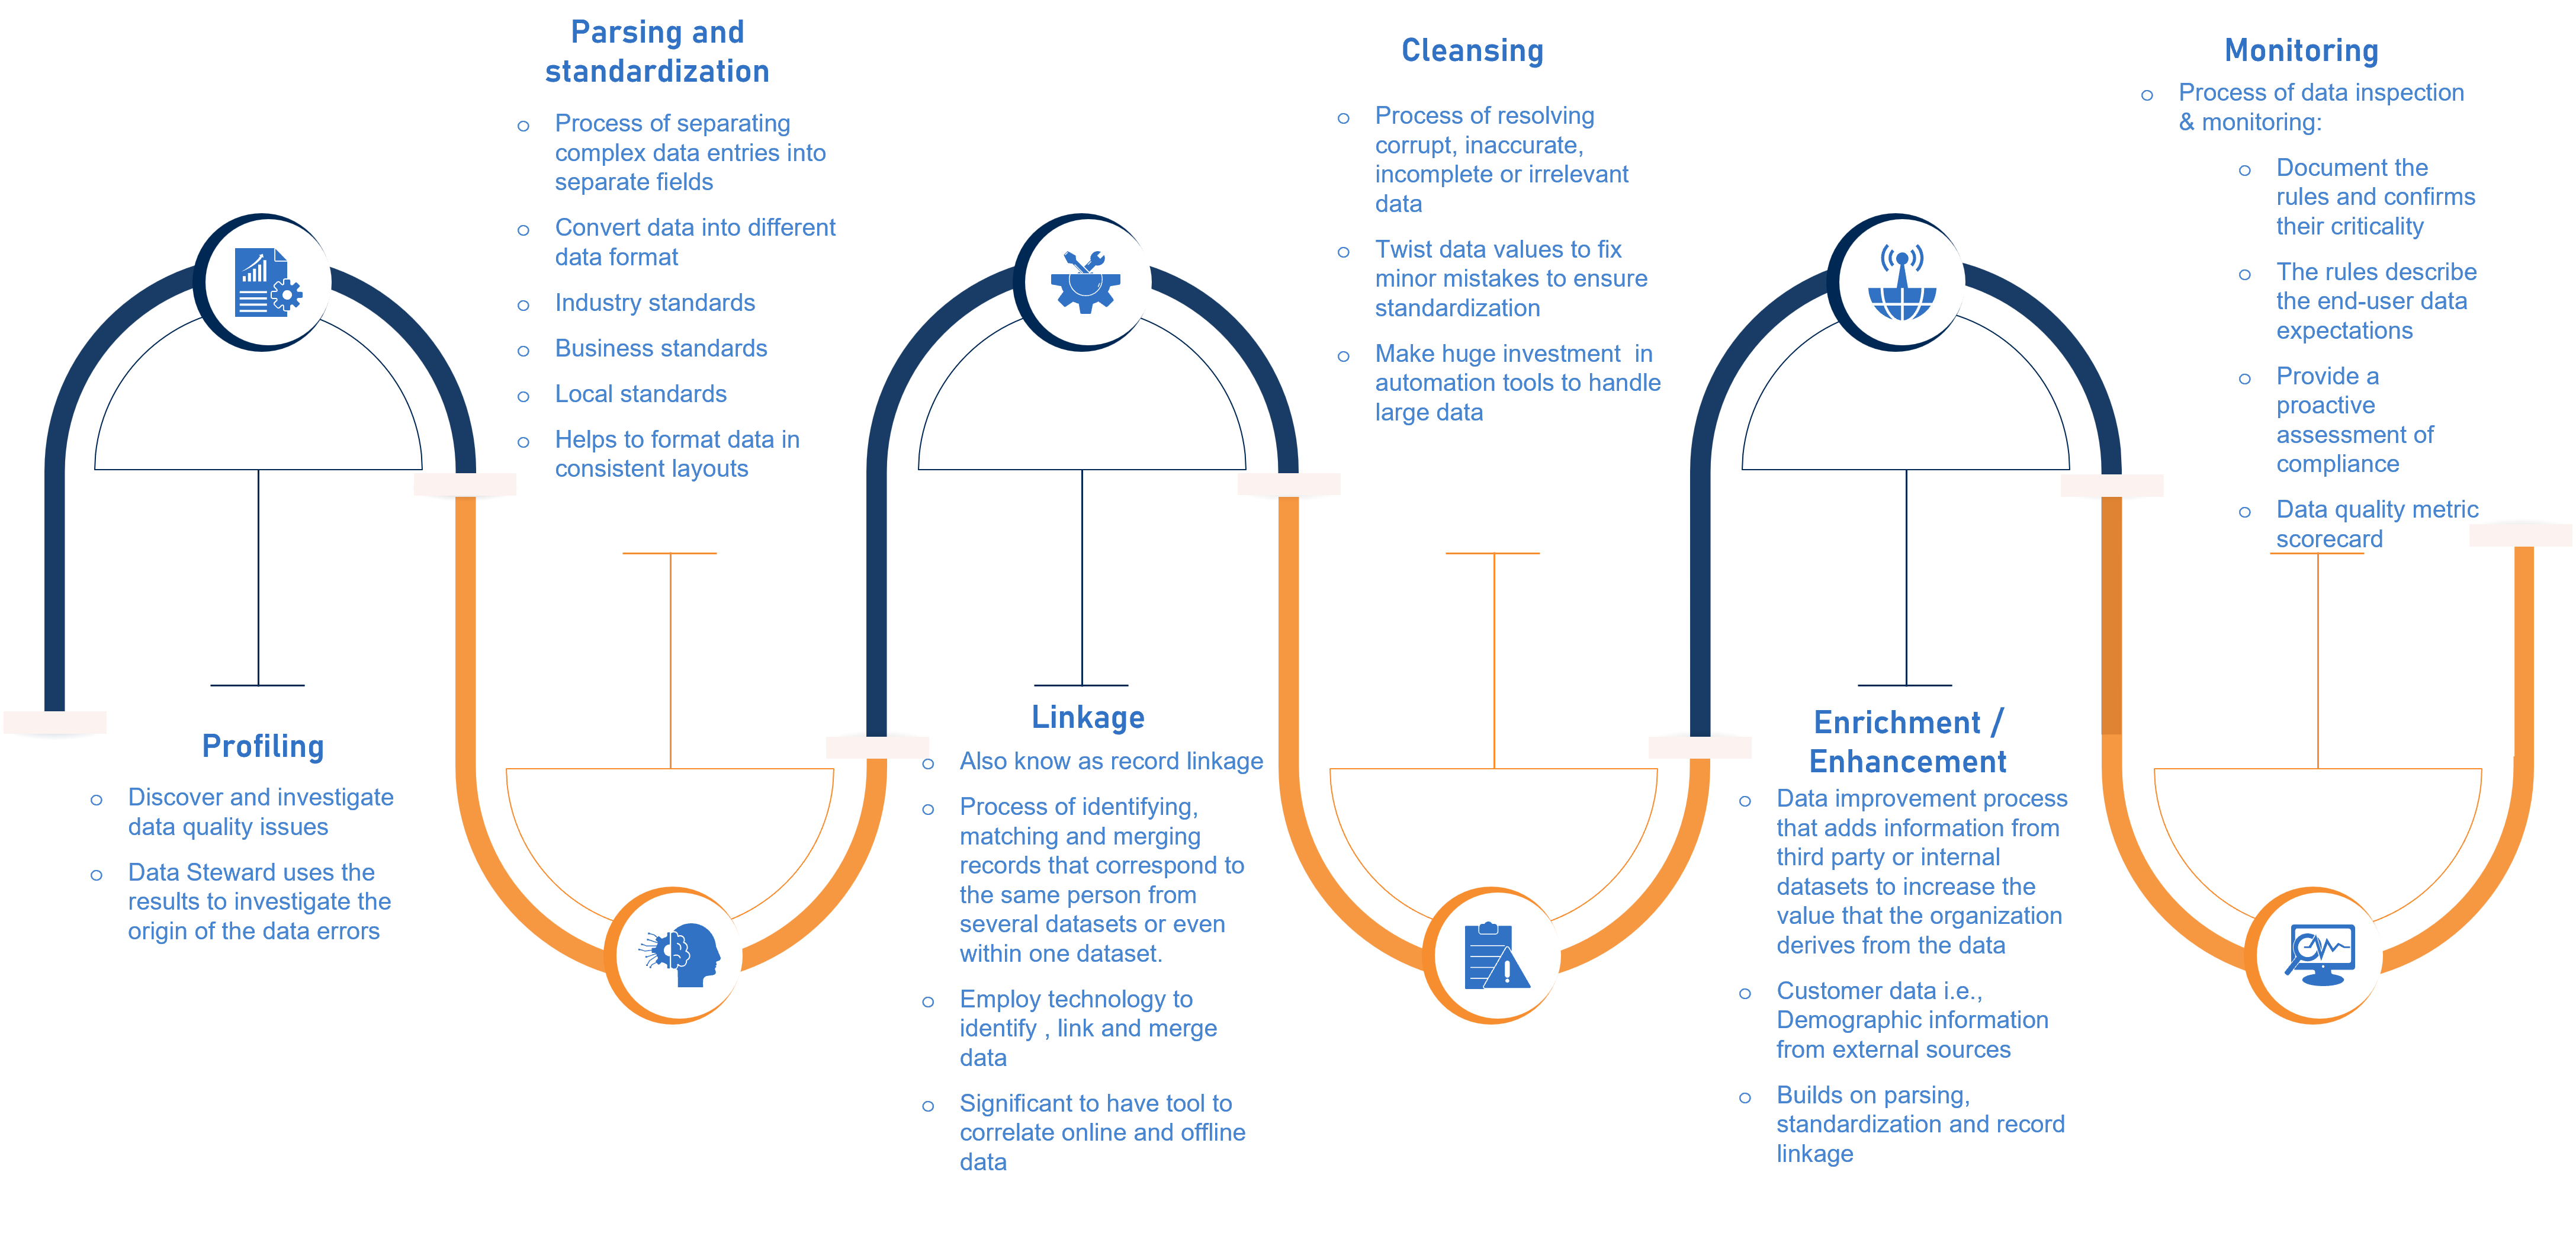 Profiling
o Discover and investigate
data quality issues
o Data Steward uses the
results to investigate the
origin of the data errors
Parsing and
standardization
o Process of separating
complex data entries into
separate fields
o Convert data into different
data format
o Industry standards
o Business standards
o Local standards
o Helps to format data in
consistent layouts
Linkage
o Also know as record linkage
o Process of identifying,
matching and merging
records that correspond to
the same person from
several datasets or even
within one dataset.
o Employ technology to
identify , link and merge
data
o Significant to have tool to
correlate online and offline
data
Cleansing
o Process of resolving
corrupt, inaccurate,
incomplete or irrelevant
data
o Twist data values to fix
minor mistakes to ensure
standardization
o Make huge investment  in
automation tools to handle
large data
Enrichment /
Enhancement
o Data improvement process
that adds information from
third party or internal
datasets to increase the
value that the organization
derives from the data
o Customer data i.e.,
Demographic information
from external sources
o Builds on parsing,
standardization and record
linkage
Monitoring
o Process of data inspection
& monitoring:
o Document the
rules and confirms
their criticality
o The rules describe
the end-user data
expectations
o Provide a
proactive
assessment of
compliance
o Data quality metric
scorecard